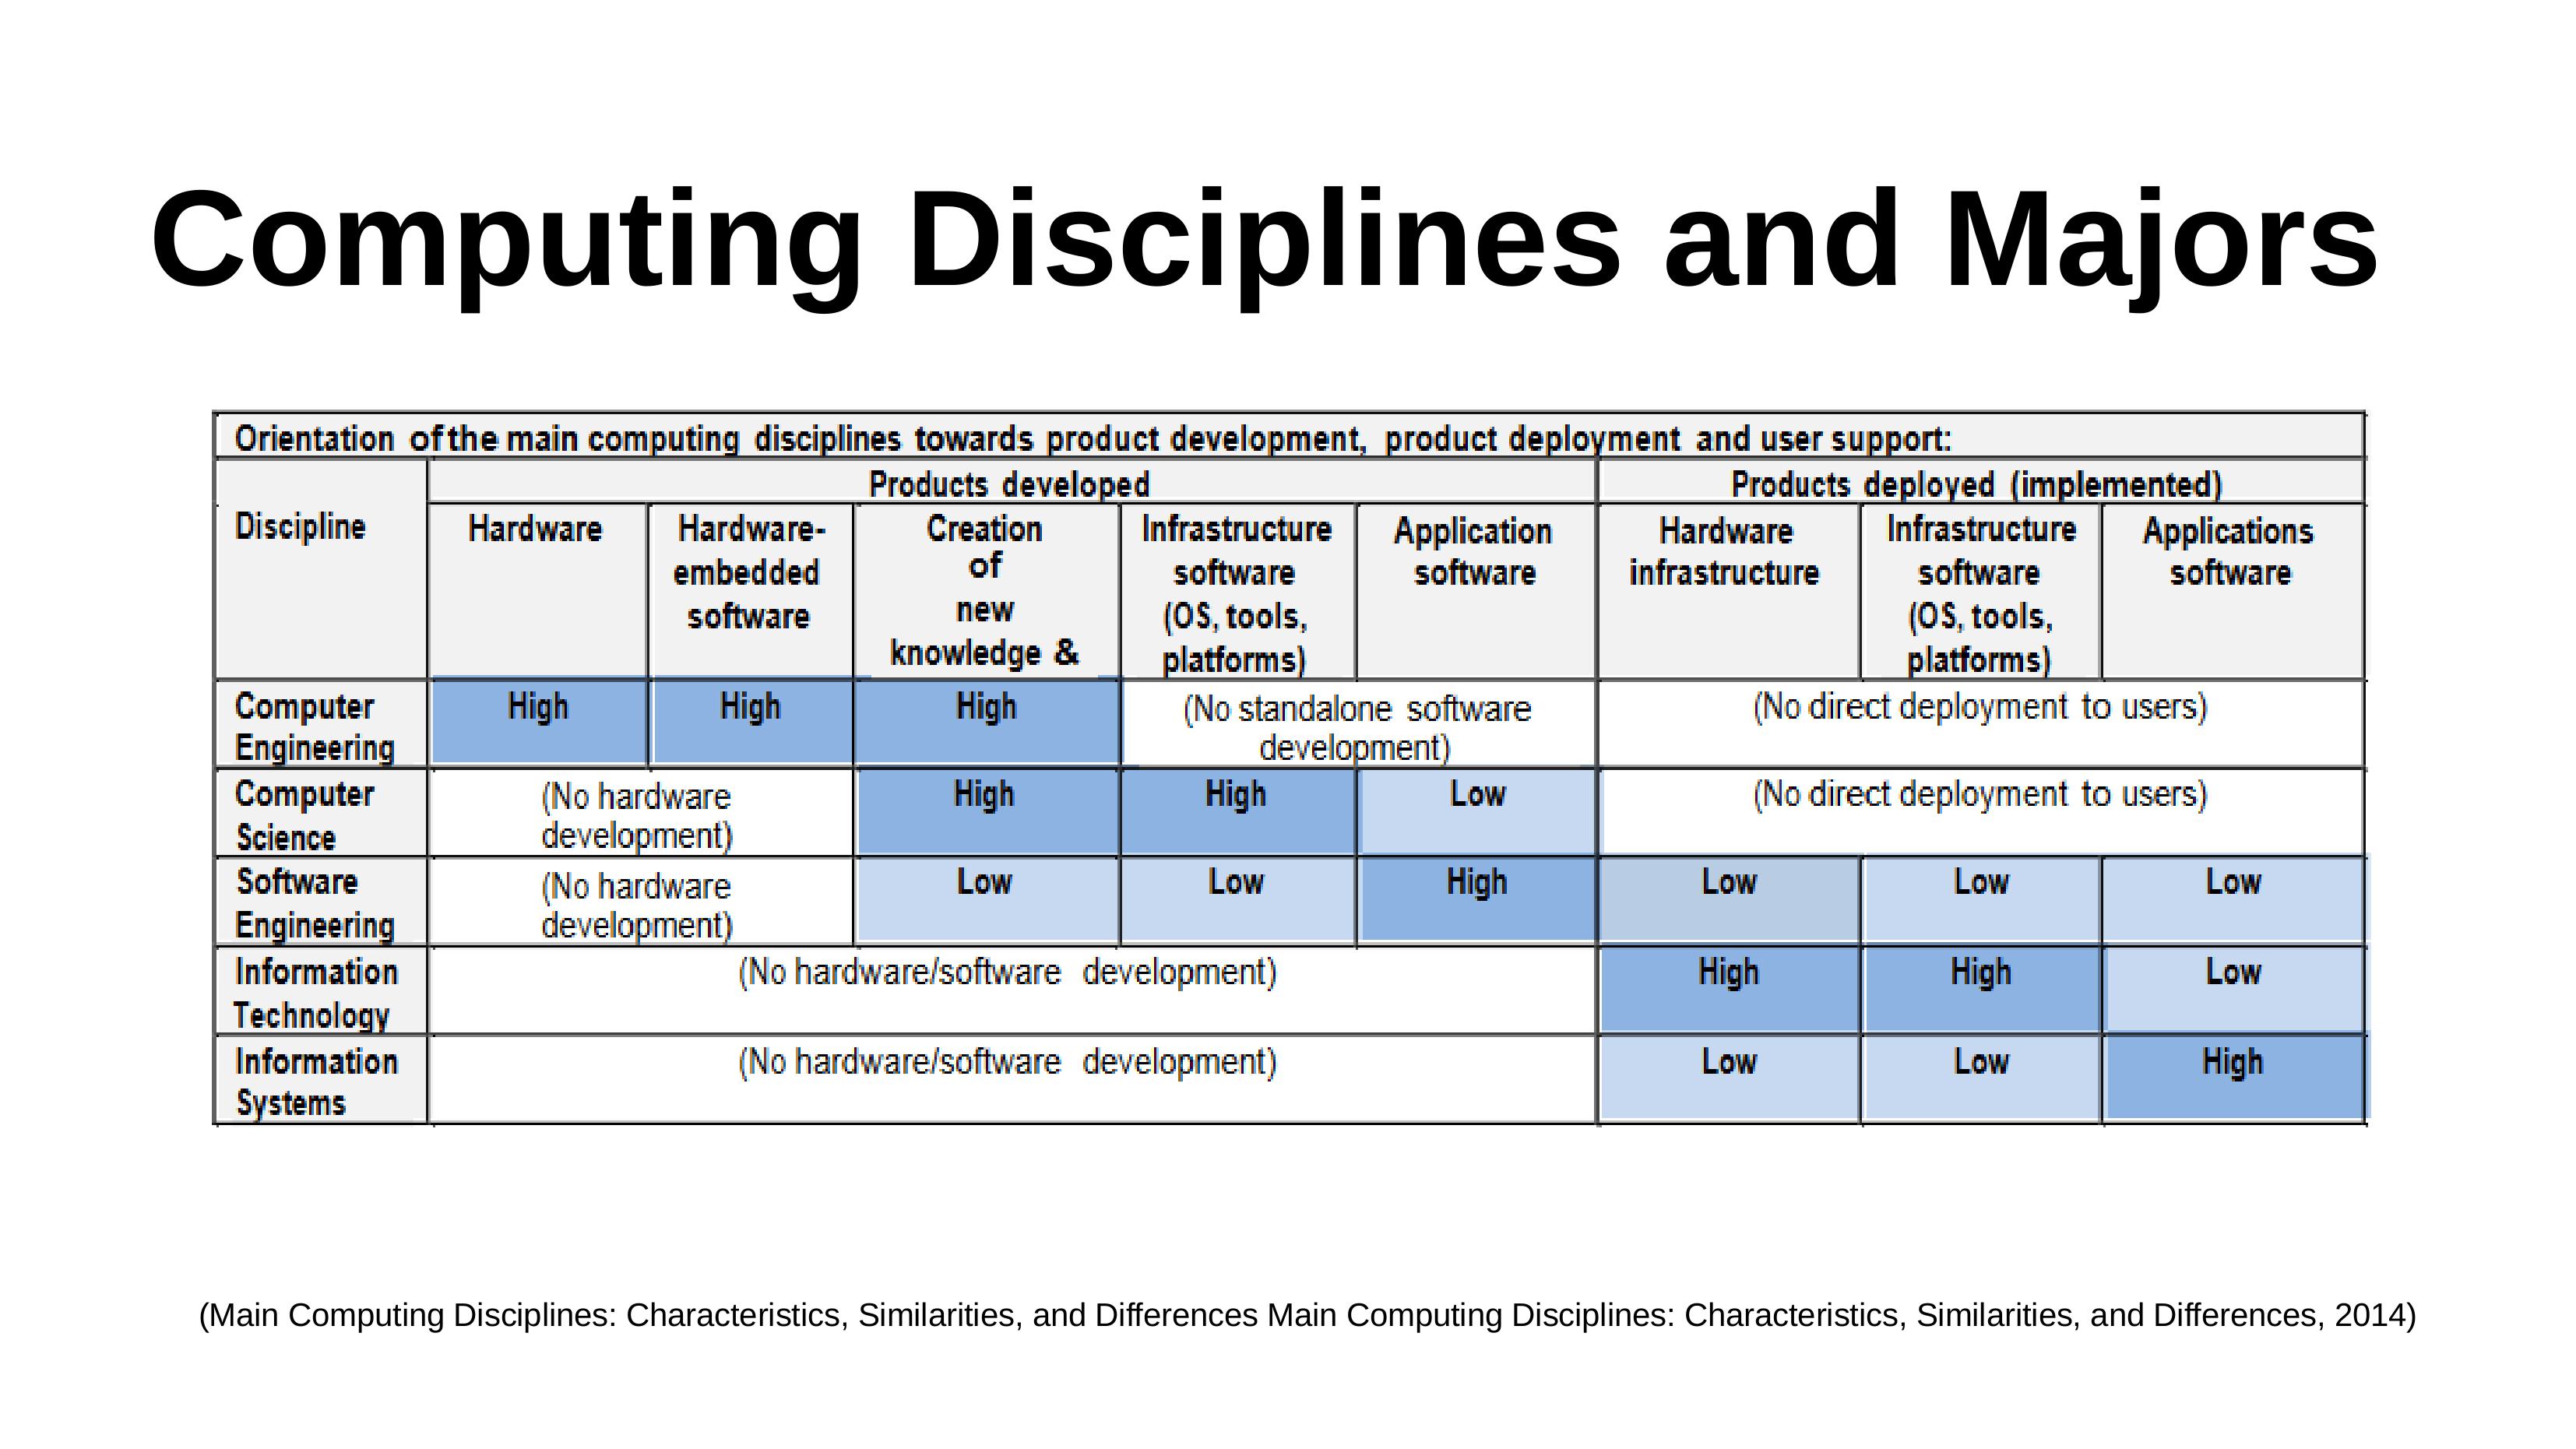 Computing Disciplines and Majors
Orientation of the main computing disciplines towards product development, product deployment and user support:
Discipline
Products developed
Products deployed (implemented)
Hardware
Hardware-
embedded
software
Creation
of
new
knowledge &
Infrastructure
software
(OS, tools,
platforms)
Application
software
Hardware
infrastructure
Infrastructure
software
(OS, tools,
platforms)
Applications
software
Computer
Engineering
High
High
High
(No standalone software
development)
(No direct deployment to users)
Computer
Science
(No hardware
development)
High
High
Low
(No direct deployment to users)
Software
Engineering
(No hardware
development)
Low
Low
High
Low
Low
Low
Information
Technology
(No hardware/software development)
High
High
Low
Information
Systems
(No hardware/software development)
Low
Low
High
(Main Computing Disciplines: Characteristics, Similarities, and Differences Main Computing Disciplines: Characteristics, Similarities, and Differences, 2014)